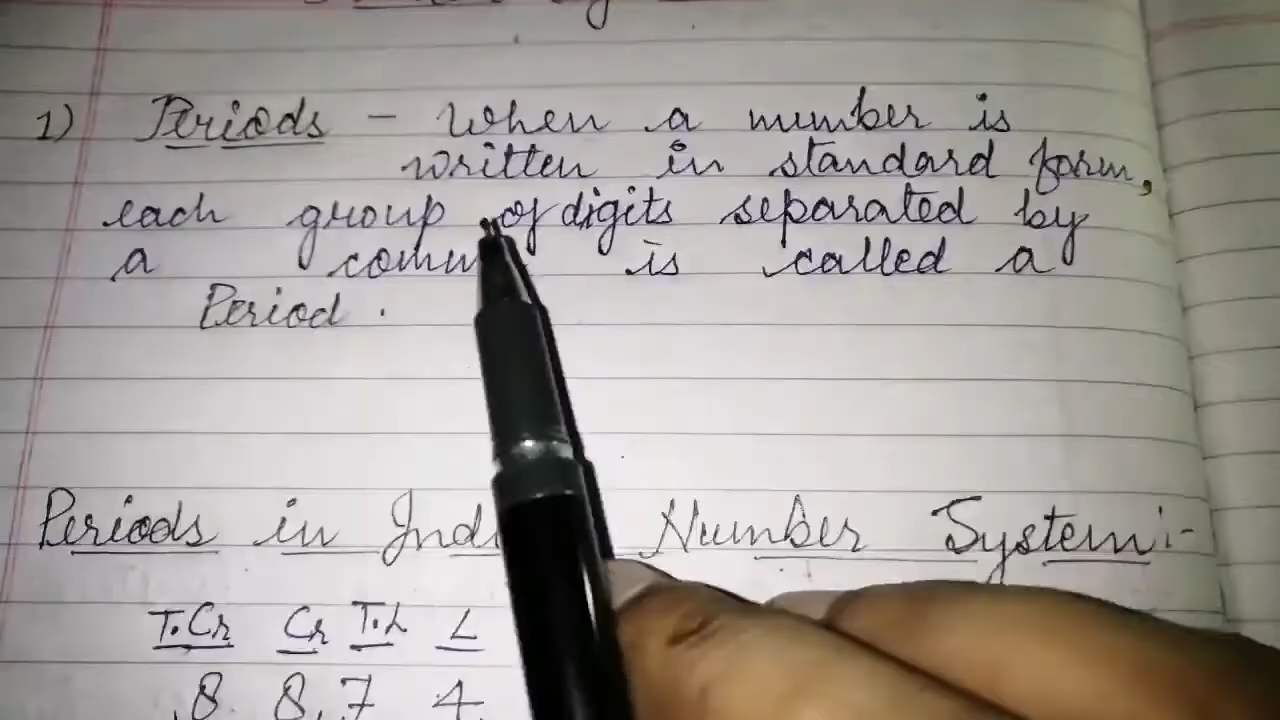 1) Periods - When a number is
written in standard form,
each group of digits separated by
a is called a
Period.
Periods in Number System:-
T.Cr Cr T.L L
8 8,7 4